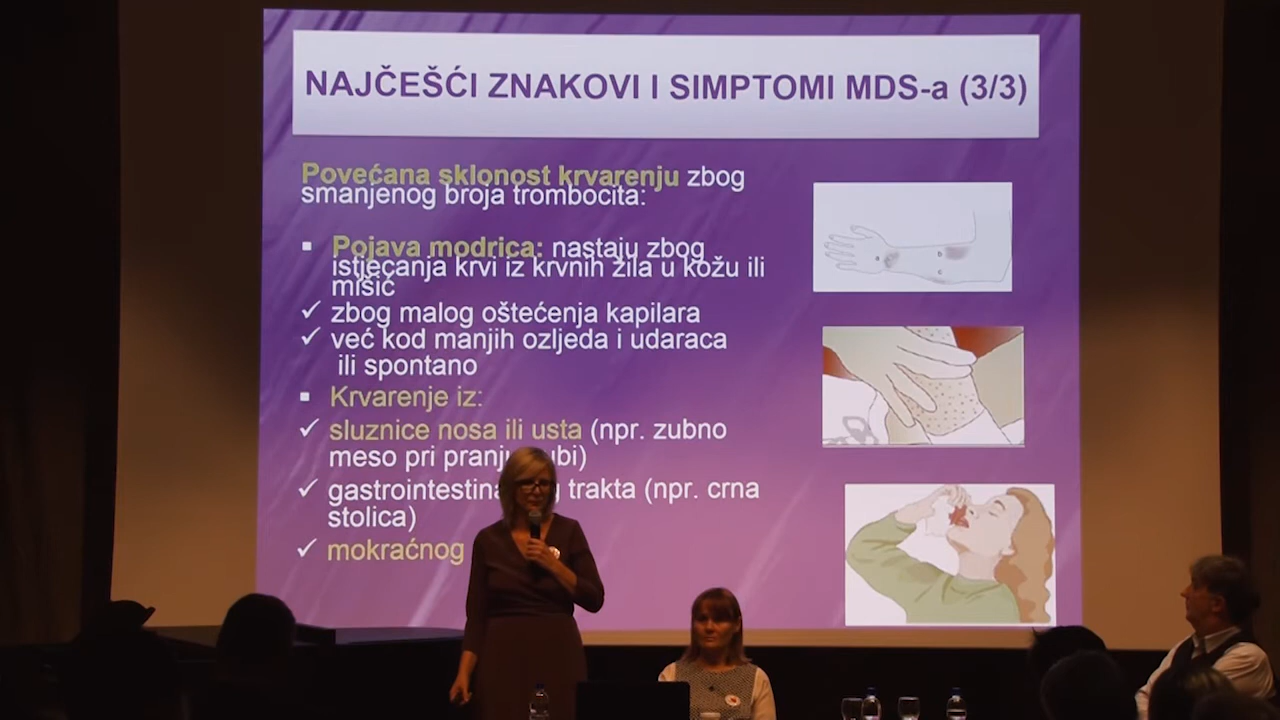 NAJČEŠĆI ZNAKOVI I SIMPTOMI MDS-a (3/3)
Povećana sklonost krvarenju zbog
smanjenog broja trombocita:
Pojava modrica: nastaju zbog
istjecanja krvi iz krvnih žila u kožu ili
mišić
✓ zbog malog oštećenja kapilara
✓ već kod manjih ozljeda i udaraca
ili spontano
Krvarenje iz:
✓ sluznice nosa ili usta (npr. zubno
meso pri
✓ trakta (npr. crna
stolica)
✓ mokraćnog